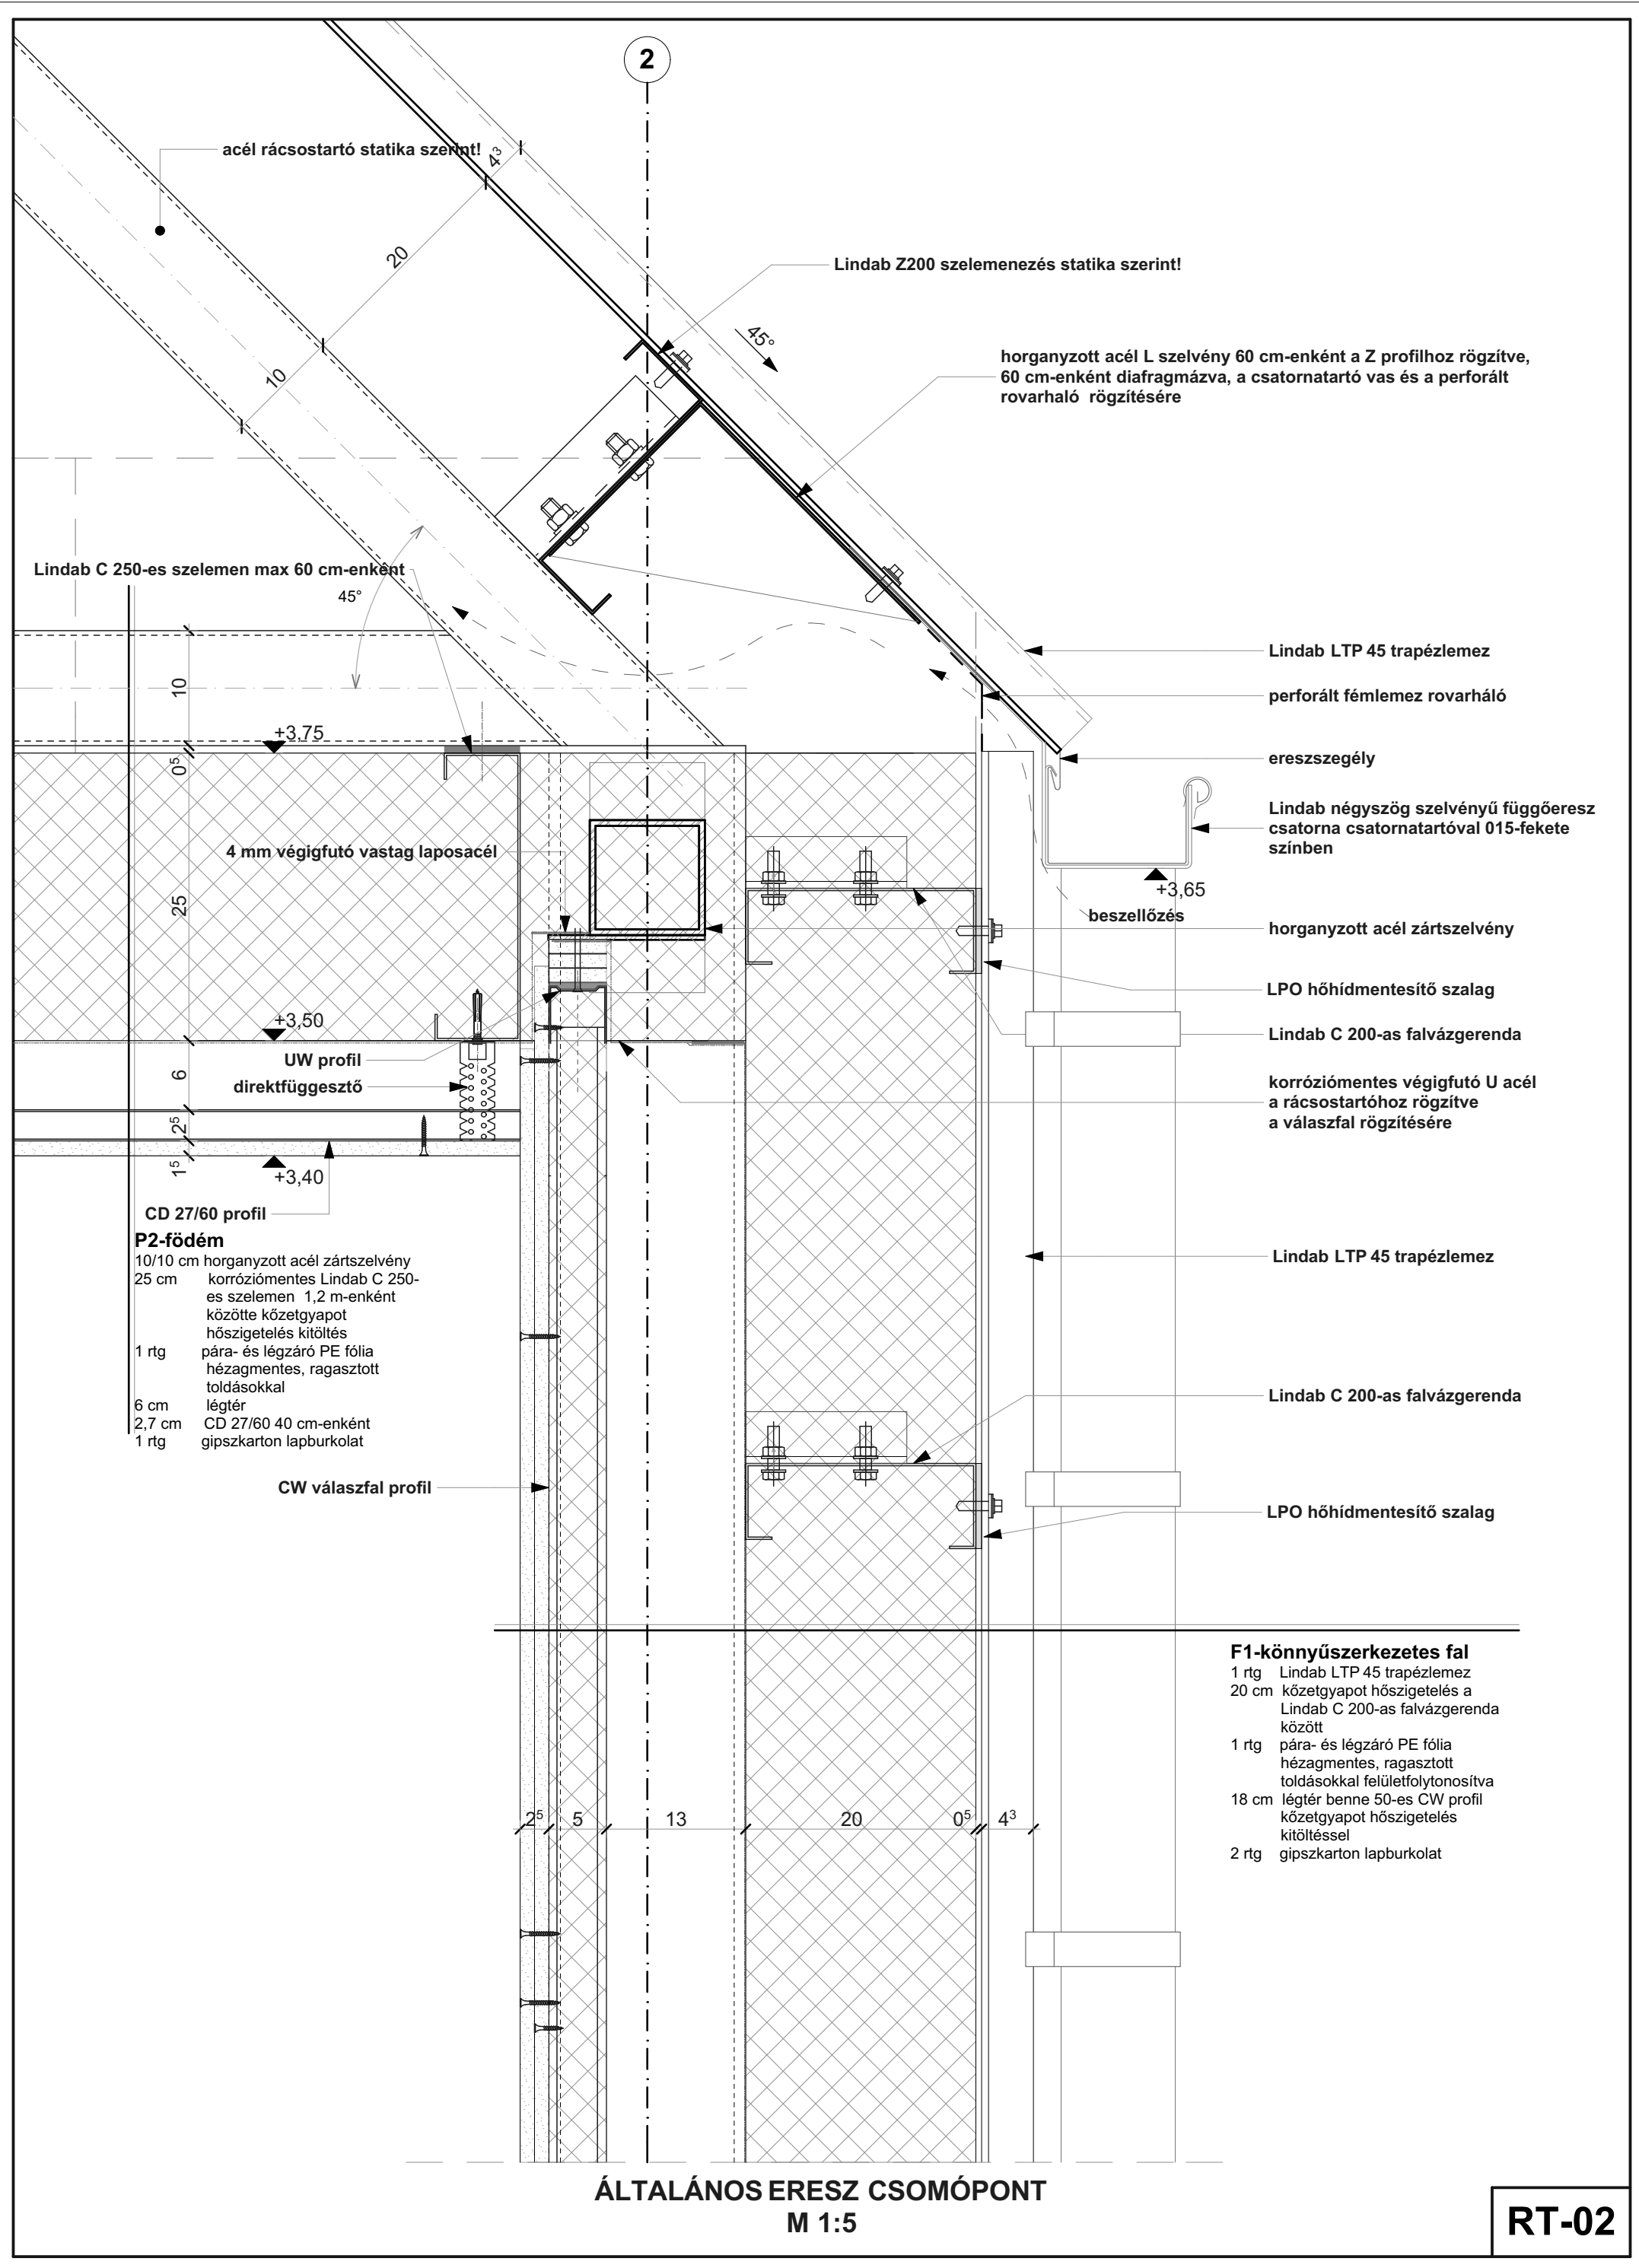 2
acél rácsostartó statika szerint!
4³
20
10
Lindab Z200 szelemenezés statika szerint!
45°
horganyzott acél L szelvény 60 cm-enként a Z profilhoz rögzítve,
60 cm-enként diafragmázva, a csatornatartó vas és a perforált
rovarháló rögzítésére
Lindab C 250-es szelemen max 60 cm-enként
45°
Lindab LTP 45 trapézlemez
perforált fémlemez rovarháló
10
+3,75
0⁵
ereszszegély
Lindab négyszög szelvényű függőeresz
csatorna csatornatartóval 015-fekete
színben
4 mm végigfutó vastag laposacél
+3,65
25
beszellőzés
horganyzott acél zártszelvény
LPO hőhídmentesítő szalag
+3,50
Lindab C 200-as falvázgerenda
UW profil
6
direktfüggesztő
korróziómentes végigfutó U acél
a rácsostartóhoz rögzítve
a válaszfal rögzítésére
2⁵
1⁵
+3,40
CD 27/60 profil
P2-födém
10/10 cm horganyzott acél zártszelvény
25 cm korróziómentes Lindab C 250-
es szelemen 1,2 m-enként
közötte kőzetgyapot
hőszigetelés kitöltés
1 rtg pára- és légzáró PE fólia
hézagmentes, ragasztott
toldásokkal
6 cm légtér
2,7 cm CD 27/60 40 cm-enként
1 rtg gipszkarton lapburkolat
Lindab LTP 45 trapézlemez
Lindab C 200-as falvázgerenda
CW válaszfal profil
LPO hőhídmentesítő szalag
F1-könnyűszerkezetes fal
1 rtg Lindab LTP 45 trapézlemez
20 cm kőzetgyapot hőszigetelés a
Lindab C 200-as falvázgerenda
között
1 rtg pára- és légzáró PE fólia
hézagmentes, ragasztott
toldásokkal felületfolytonosítva
18 cm légtér benne 50-es CW profil
kőzetgyapot hőszigetelés
kitöltéssel
2 rtg gipszkarton lapburkolat
2⁵ 5 13 20 0⁵ 4³
ÁLTALÁNOS ERESZ CSOMÓPONT
M 1:5
RT-02